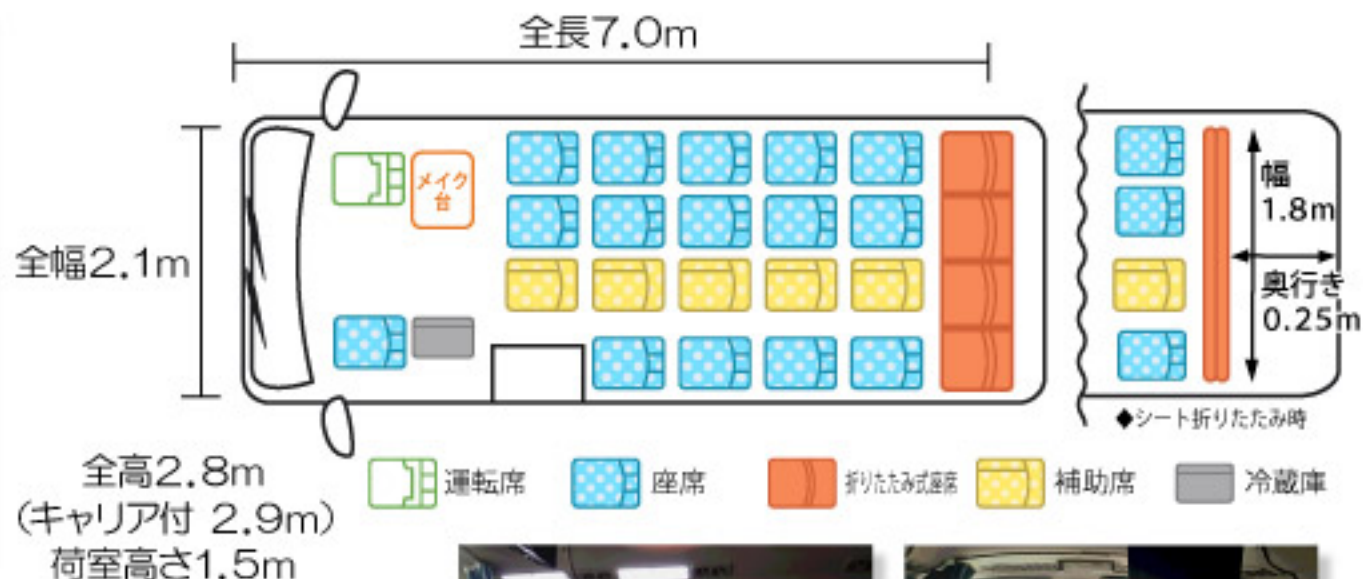 全長7.0m
メイク
台
全幅2.1m
幅
1.8m
奥行き
0.25m
◆シート折りたたみ時
全高2.8m
(キャリア付 2.9m)
荷室高さ1.5m
運転席
座席
折りたたみ式座席
補助席
冷蔵庫